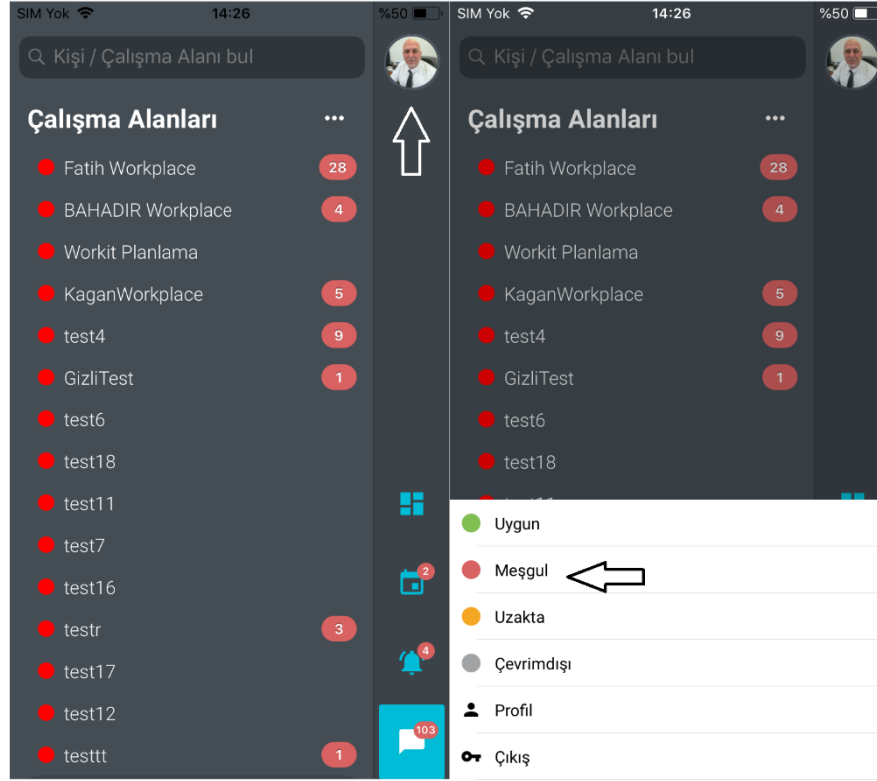 SIM Yok 14:26 %50
Kişi / Çalışma Alanı bul
Çalışma Alanları
Fatih Workplace 28
BAHADIR Workplace 4
Workit Planlama
KaganWorkplace 5
test4 9
GizliTest 1
test6
test18
test11
test7
test16
testr 3
test17
test12
testtt 1
2
4
103
SIM Yok 14:26 %50
Kişi / Çalışma Alanı bul
Çalışma Alanları
Fatih Workplace 28
BAHADIR Workplace 4
Workit Planlama
KaganWorkplace 5
test4 9
GizliTest 1
test6
test18
Uygun
Meşgul
Uzakta
Çevrimdışı
Profil
Çıkış